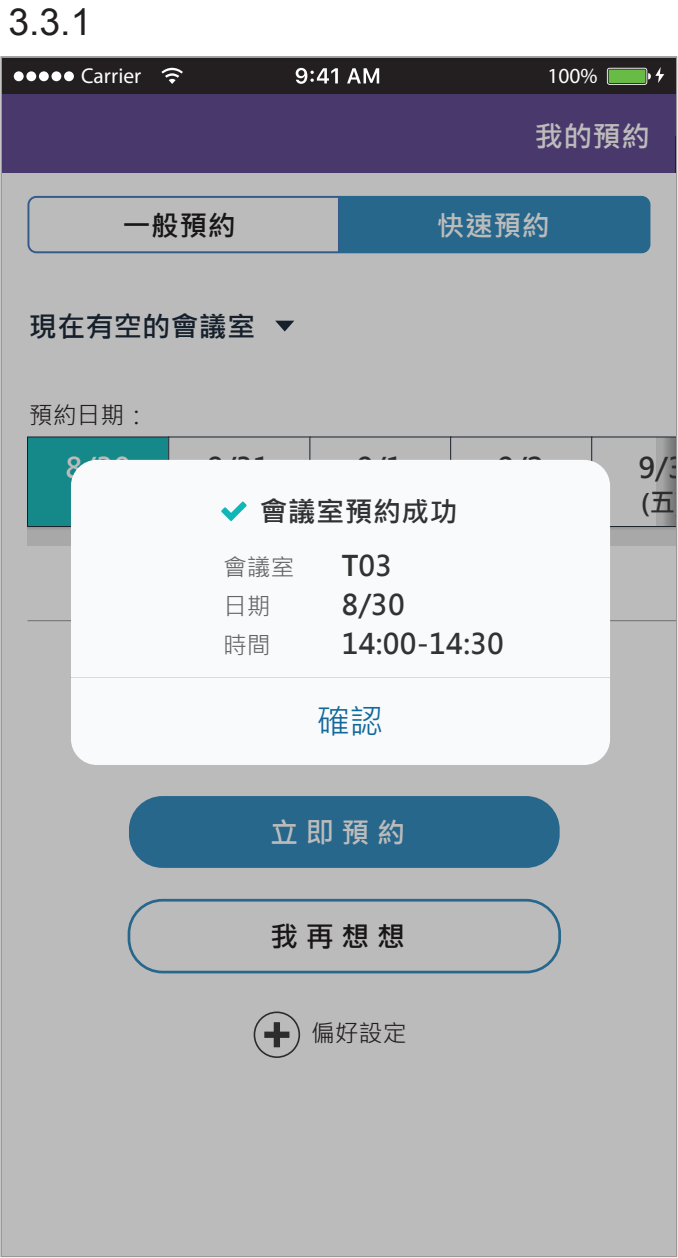 3.3.1
Carrier 9:41 AM 100%
我的預約
一般預約 快速預約
現在有空的會議室
預約日期：
9/3
(五
✔ 會議室預約成功
會議室 T03
日期 8/30
時間 14:00-14:30
確認
立即預約
我再想想
偏好設定